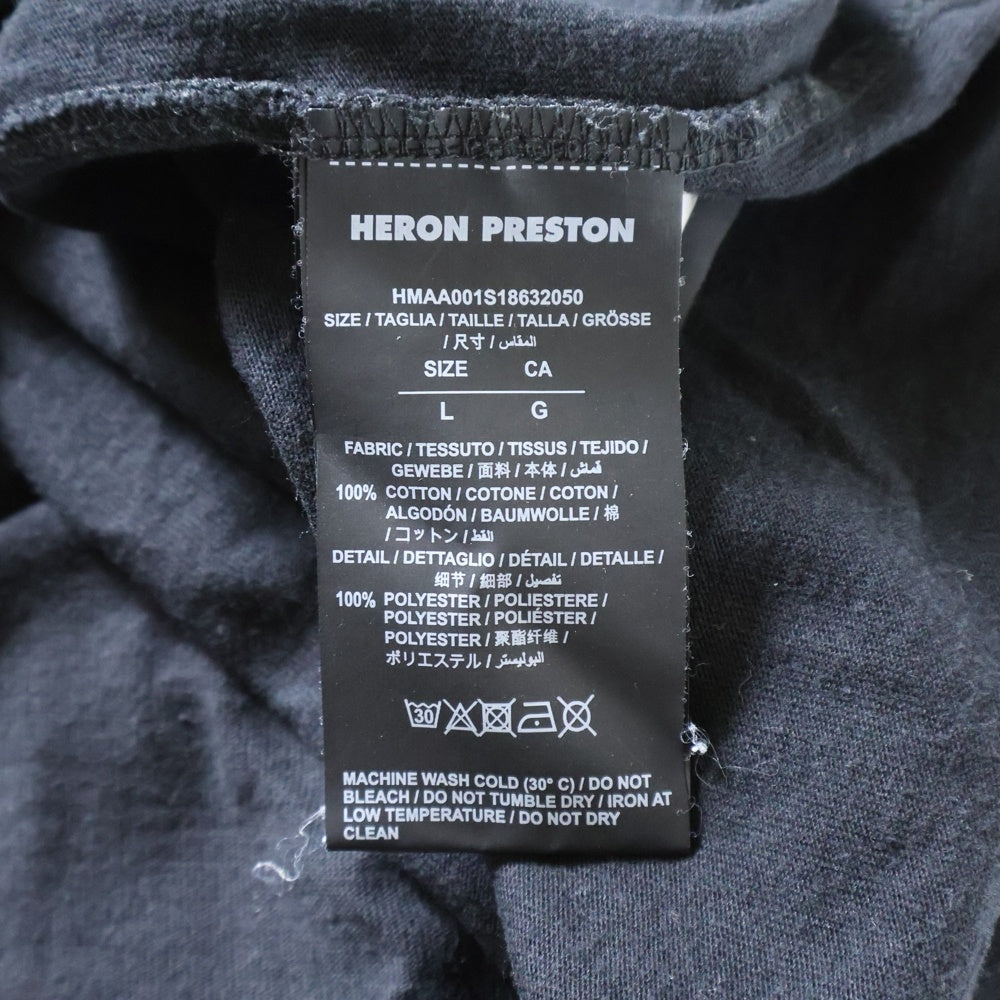 HERON PRESTON
HMAA001S18632050
SIZE / TAGLIA / TAILLE / TALLA / GRÖSSE
/ 尺寸 / المقاس
SIZE CA
L G
FABRIC / TESSUTO / TISSUS / TEJIDO /
GEWEBE / 面料 / 本体 / قماش
100% COTTON / COTONE / COTON /
ALGODÓN / BAUMWOLLE / 棉
/ コットン / القط
DETAIL / DETTAGLIO / DÉTAIL / DETALLE /
细节 / 細部 / تفصيل
100% POLYESTER / POLIESTERE /
POLYESTER / POLIÉSTER /
POLYESTER / 聚酯纤维 /
ポリエステル / البوليستر
30
MACHINE WASH COLD (30° C) / DO NOT
BLEACH / DO NOT TUMBLE DRY / IRON AT
LOW TEMPERATURE / DO NOT DRY
CLEAN